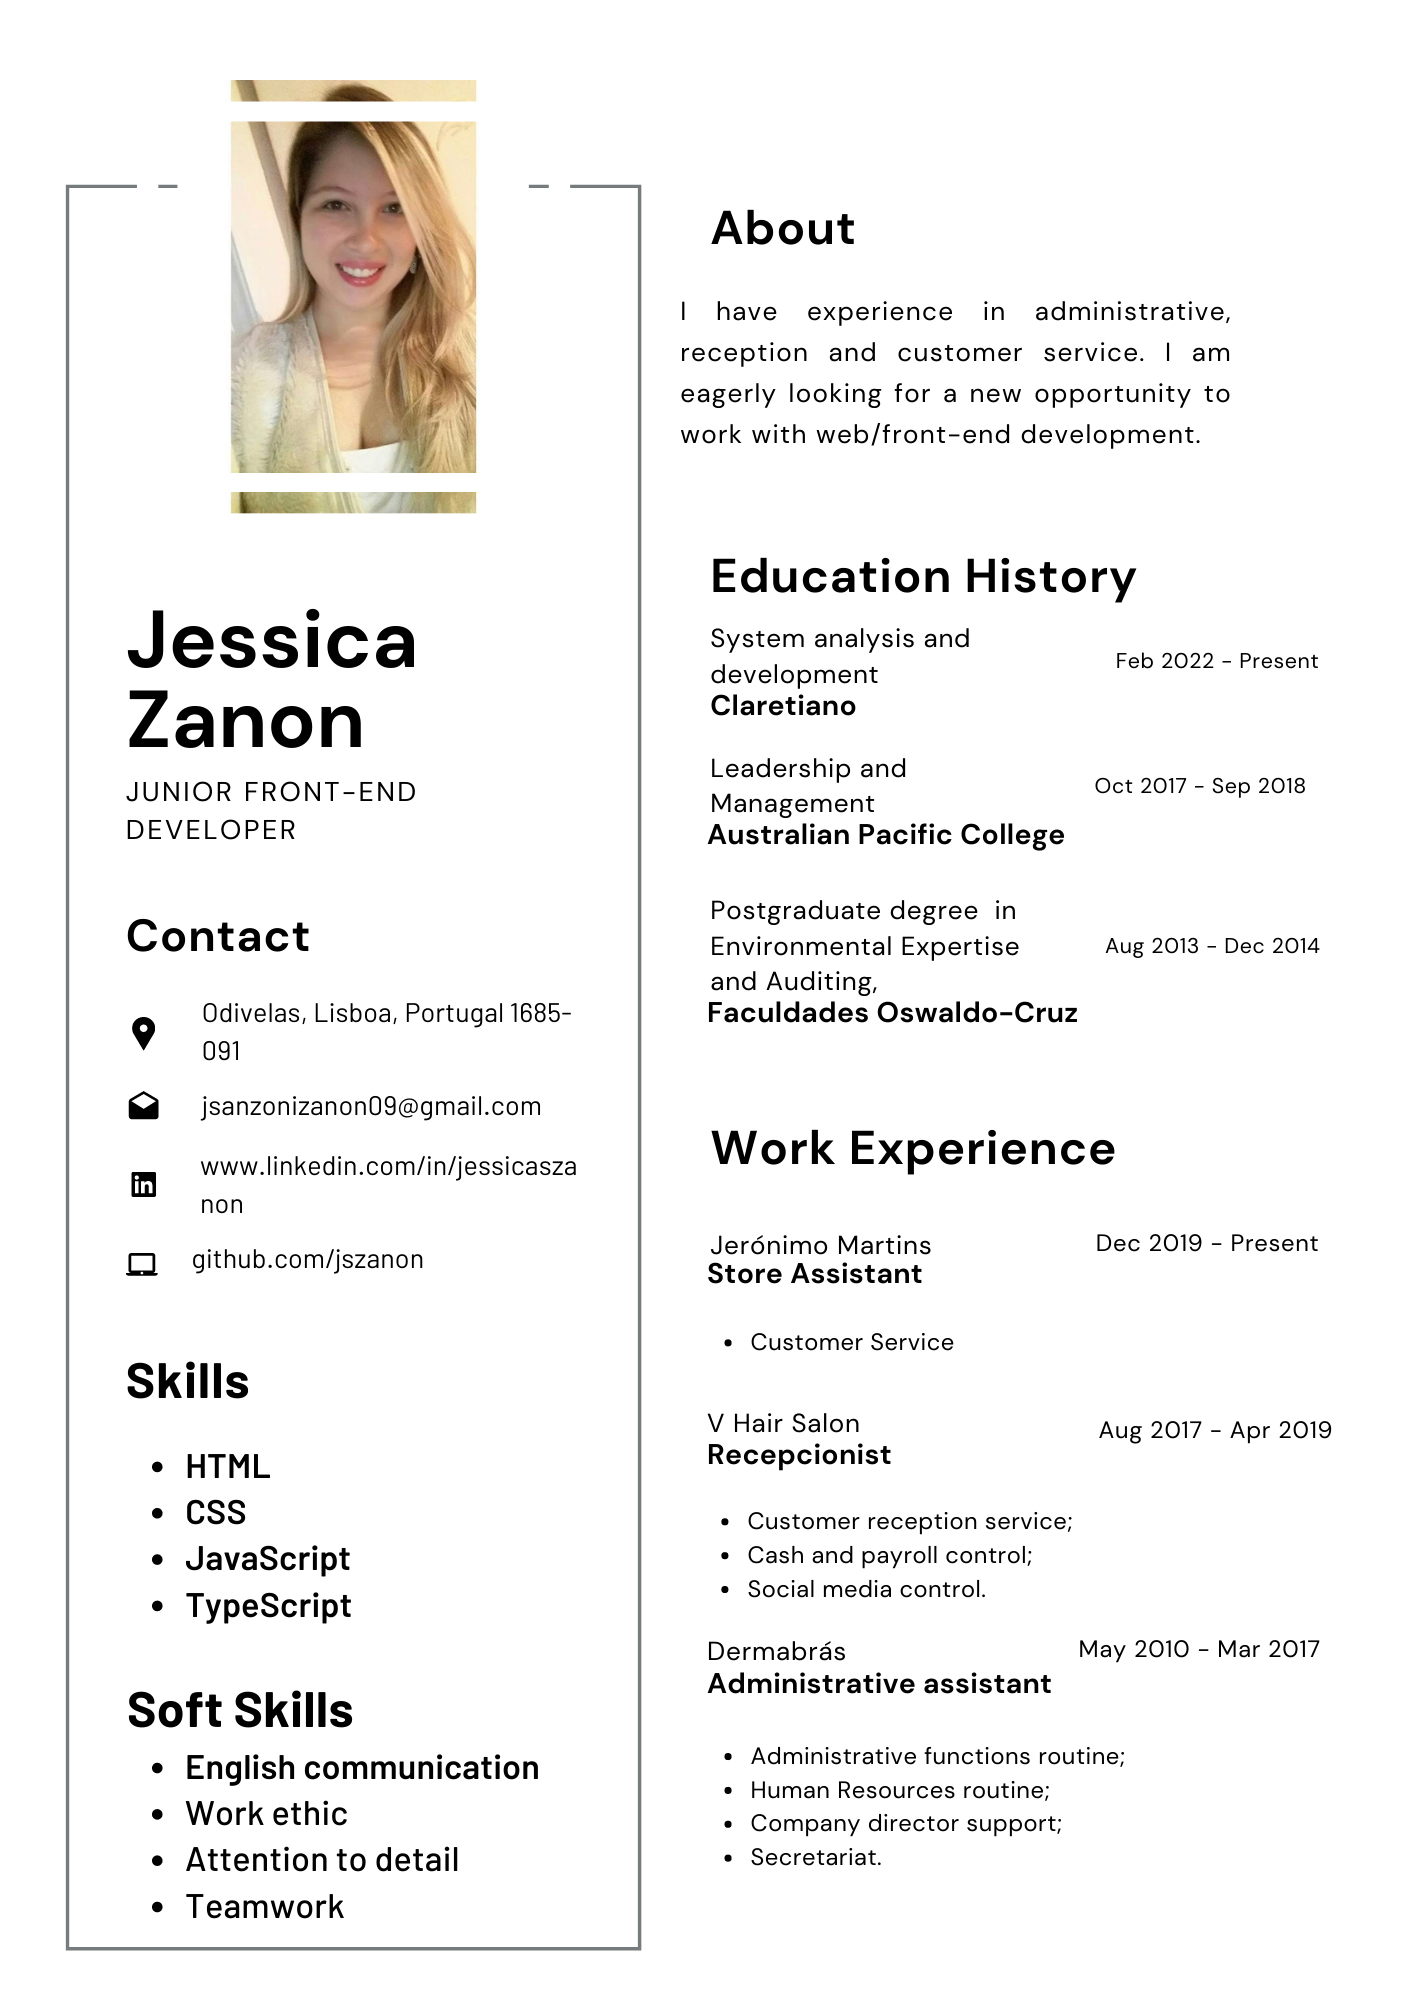 Jessica
Zanon
JUNIOR FRONT-END
DEVELOPER
Contact
Odivelas, Lisboa, Portugal 1685-
091
jsanzonizanon09@gmail.com
www.linkedin.com/in/jessicasza
non
github.com/jszanon
Skills
• HTML
• CSS
• JavaScript
• TypeScript
Soft Skills
• English communication
• Work ethic
• Attention to detail
• Teamwork
About
I have experience in administrative,
reception and customer service. I am
eagerly looking for a new opportunity to
work with web/front-end development.
Education History
System analysis and
development
Claretiano
Feb 2022 - Present
Leadership and
Management
Australian Pacific College
Oct 2017 - Sep 2018
Postgraduate degree  in
Environmental Expertise
and Auditing,
Faculdades Oswaldo-Cruz
Aug 2013 - Dec 2014
Work Experience
Jerónimo Martins
Store Assistant
Dec 2019 - Present
• Customer Service
V Hair Salon
Recepcionist
Aug 2017 - Apr 2019
• Customer reception service;
• Cash and payroll control;
• Social media control.
Dermabrás
Administrative assistant
May 2010 - Mar 2017
• Administrative functions routine;
• Human Resources routine;
• Company director support;
• Secretariat.